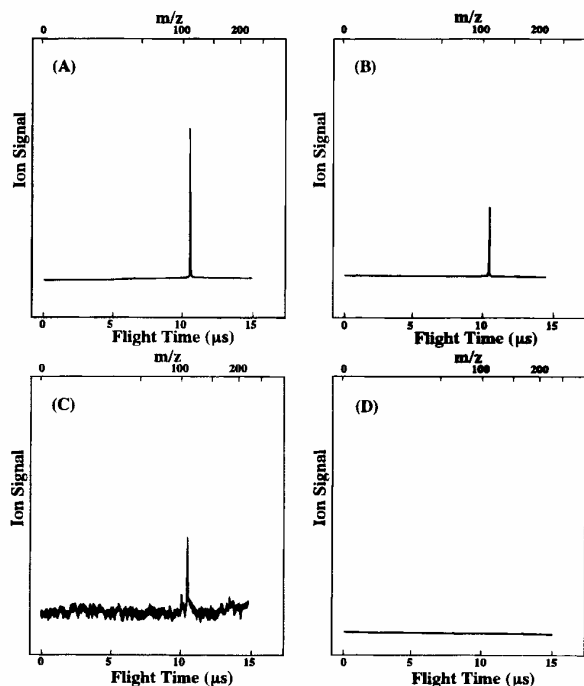 m/z
0 100 200
(A)
Ion Signal
0 5 10 15
Flight Time (µs)
m/z
0 100 200
(B)
Ion Signal
0 5 10 15
Flight Time (µs)
m/z
0 100 200
(C)
Ion Signal
0 5 10 15
Flight Time (µs)
m/z
0 100 200
(D)
Ion Signal
0 5 10 15
Flight Time (µs)